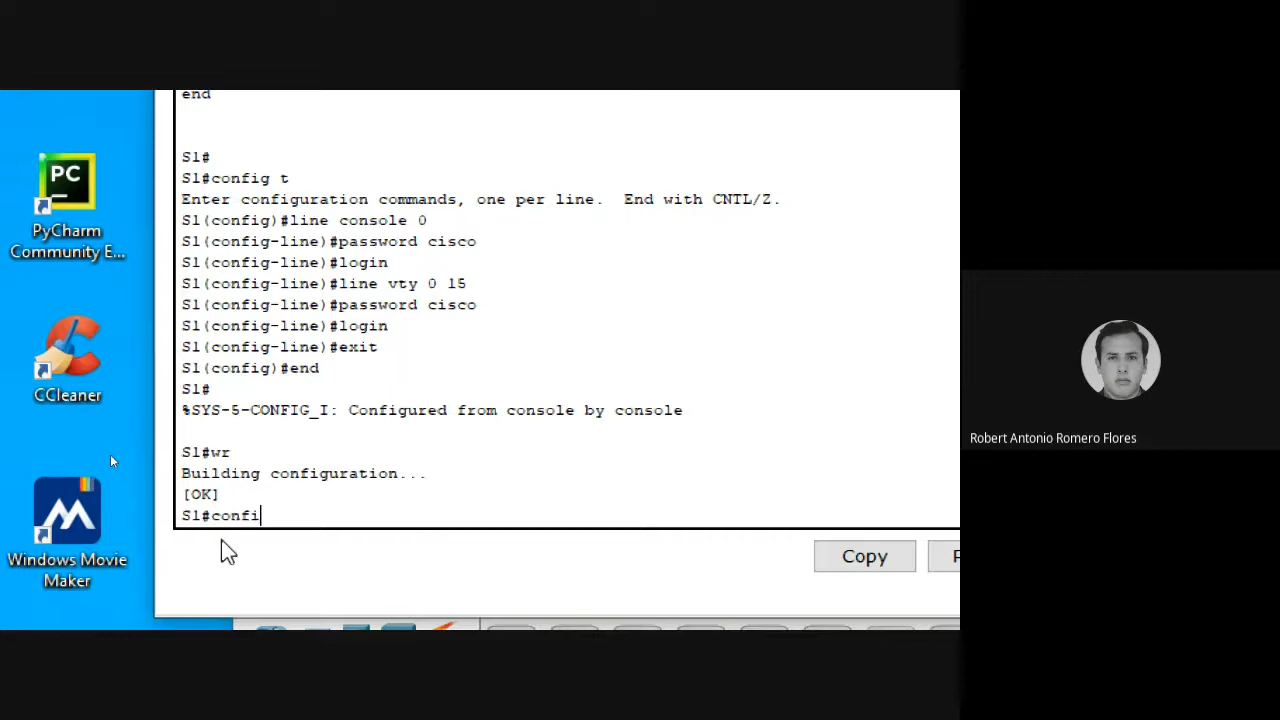 end
S1#
S1#config t
Enter configuration commands, one per line.  End with CNTL/Z.
S1(config)#line console 0
S1(config-line)#password cisco
S1(config-line)#login
S1(config-line)#line vty 0 15
S1(config-line)#password cisco
S1(config-line)#login
S1(config-line)#exit
S1(config)#end
S1#
%SYS-5-CONFIG_I: Configured from console by console
S1#wr
Building configuration...
[OK]
S1#confi
Copy
PC
PyCharm
Community E...
CCleaner
Windows Movie
Maker
Robert Antonio Romero Flores